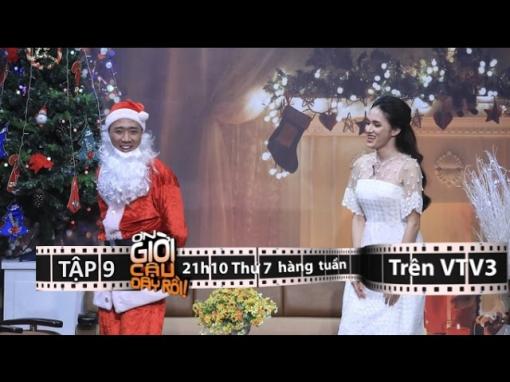 TẬP 9
ƠN
GIỜI
CẬU
ĐÂY RỒI!
21h10 Thứ 7 hàng tuần
Trên VTV3